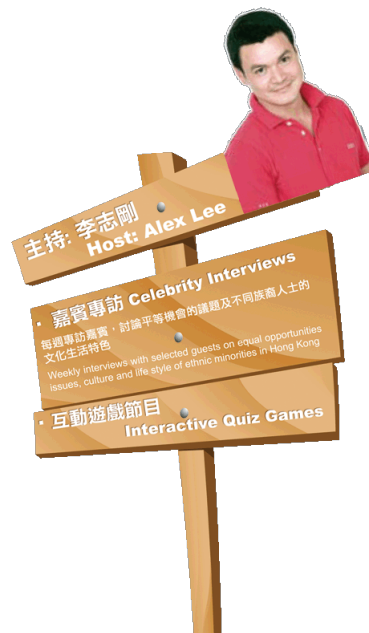 主持: 李志剛
Host: Alex Lee
· 嘉賓專訪 Celebrity Interviews
每週專訪嘉賓，討論平等機會的議題及不同族裔人士的
文化生活特色
Weekly interviews with selected guests on equal opportunities
issues, culture and life style of ethnic minorities in Hong Kong
· 互動遊戲節目
Interactive Quiz Games